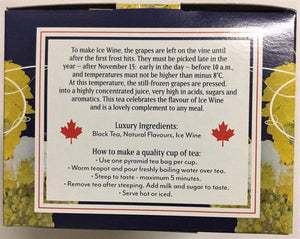 To make Ice Wine, the grapes are left on the vine until
after the first frost hits. They must be picked late in the
year – after November 15: early in the day – before 10 a.m.,
and temperatures must not be higher than minus 8°C.
At this temperature, the still-frozen grapes are pressed
into a highly concentrated juice, very high in acids, sugars and
aromatics. This tea celebrates the flavour of Ice Wine
and is a lovely complement to any meal.
Luxury Ingredients:
Black Tea, Natural Flavours, Ice Wine
How to make a quality cup of tea:
• Use one pyramid tea bag per cup.
• Warm teapot and pour freshly boiling water over tea.
• Steep to taste - maximum 5 minutes.
• Remove tea after steeping. Add milk and sugar to taste.
• Serve hot or iced.